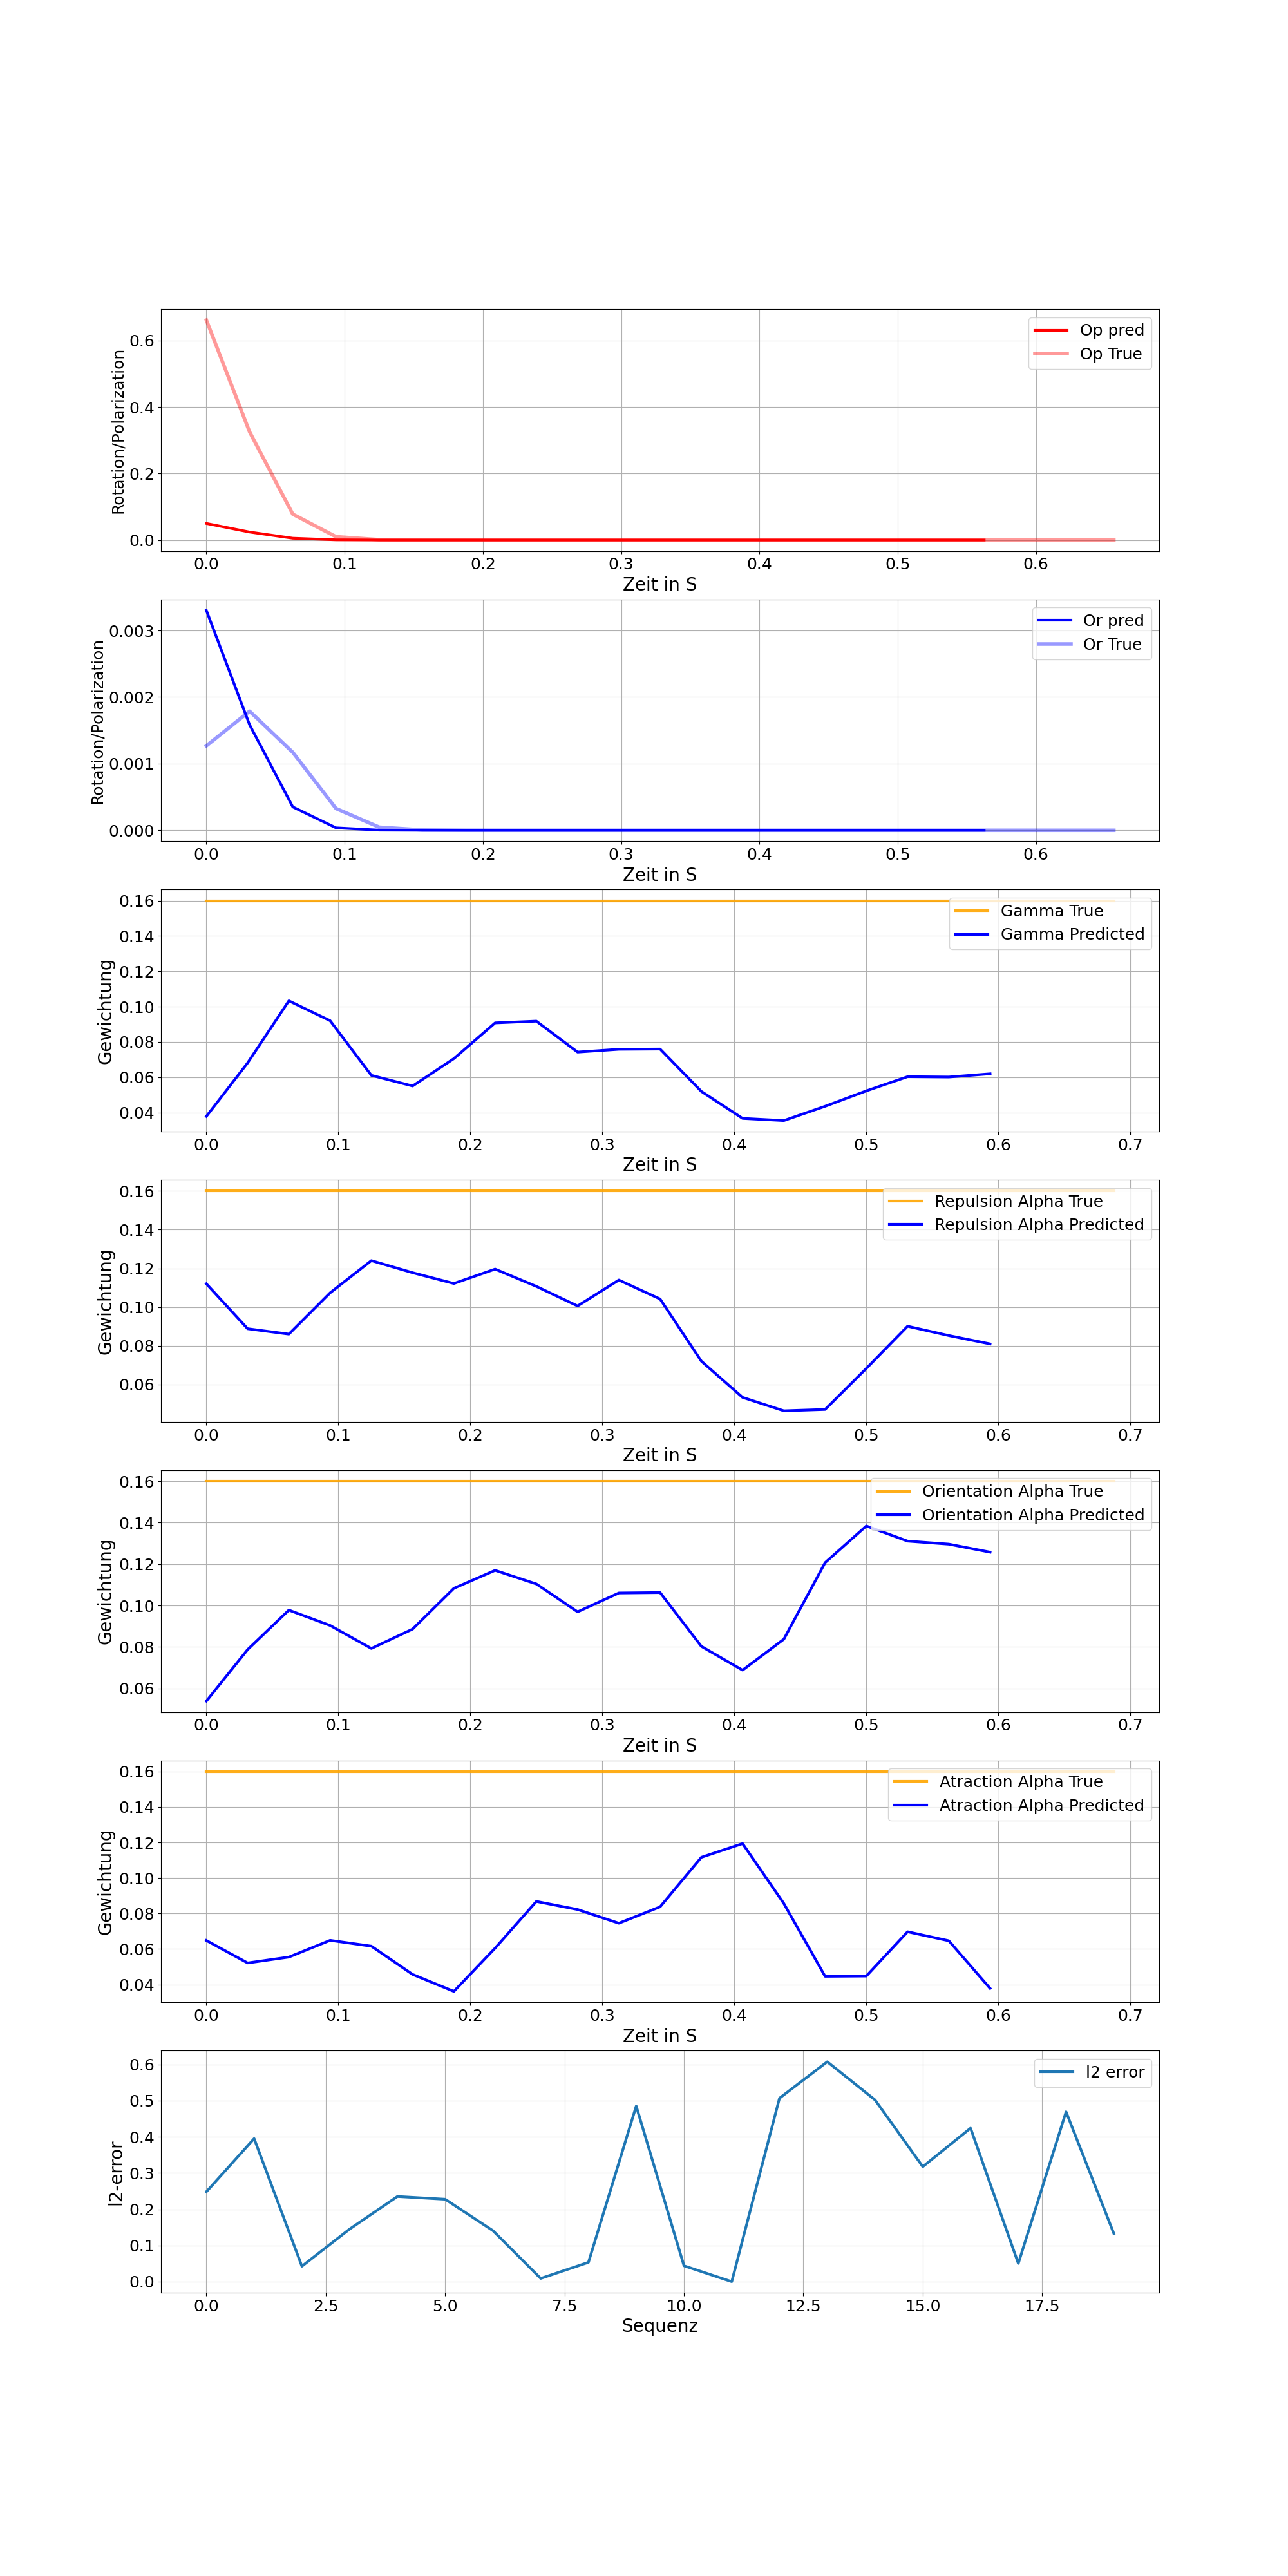 Op pred
Op True
Rotation/Polarization
0.6
0.4
0.2
0.0
0.0 0.1 0.2 0.3 0.4 0.5 0.6
Zeit in S
Or pred
Or True
Rotation/Polarization
0.003
0.002
0.001
0.000
0.0 0.1 0.2 0.3 0.4 0.5 0.6
Zeit in S
Gamma True
Gamma Predicted
Gewichtung
0.16
0.14
0.12
0.10
0.08
0.06
0.04
0.0 0.1 0.2 0.3 0.4 0.5 0.6 0.7
Zeit in S
Repulsion Alpha True
Repulsion Alpha Predicted
Gewichtung
0.16
0.14
0.12
0.10
0.08
0.06
0.0 0.1 0.2 0.3 0.4 0.5 0.6 0.7
Zeit in S
Orientation Alpha True
Orientation Alpha Predicted
Gewichtung
0.16
0.14
0.12
0.10
0.08
0.06
0.0 0.1 0.2 0.3 0.4 0.5 0.6 0.7
Zeit in S
Atraction Alpha True
Atraction Alpha Predicted
Gewichtung
0.16
0.14
0.12
0.10
0.08
0.06
0.04
0.0 0.1 0.2 0.3 0.4 0.5 0.6 0.7
Zeit in S
l2 error
l2-error
0.6
0.5
0.4
0.3
0.2
0.1
0.0
0.0 2.5 5.0 7.5 10.0 12.5 15.0 17.5
Sequenz